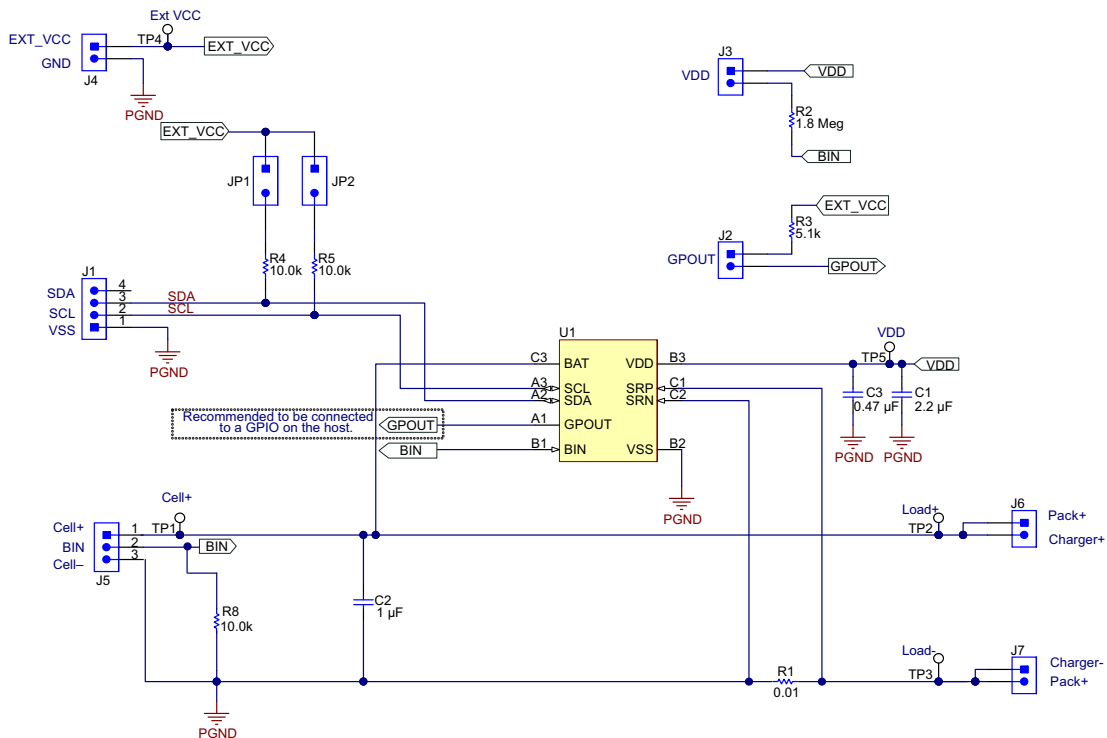 Ext VCC
EXT_VCC
TP4
EXT_VCC
GND
J4
PGND
J3
VDD
VDD
R2
1.8 Meg
BIN
EXT_VCC
JP1
JP2
EXT_VCC
R3
5.1k
J2
GPOUT
GPOUT
R4
10.0k
R5
10.0k
J1
SDA
4
3
SDA
SCL
2
SCL
VSS
1
PGND
U1
C3
BAT
VDD
B3
A3
SCL
SRP
C1
A2
SDA
SRN
C2
A1
GPOUT
B1
BIN
VSS
B2
VDD
TP5
VDD
C3
0.47 µF
C1
2.2 µF
PGND
PGND
Recommended to be connected
to a GPIO on the host.
GPOUT
BIN
PGND
Cell+
Cell+
1
TP1
BIN
2
BIN
Cell–
3
J5
R8
10.0k
C2
1 µF
PGND
Load+
TP2
J6
Pack+
Charger+
R1
0.01
Load-
TP3
J7
Charger-
Pack+